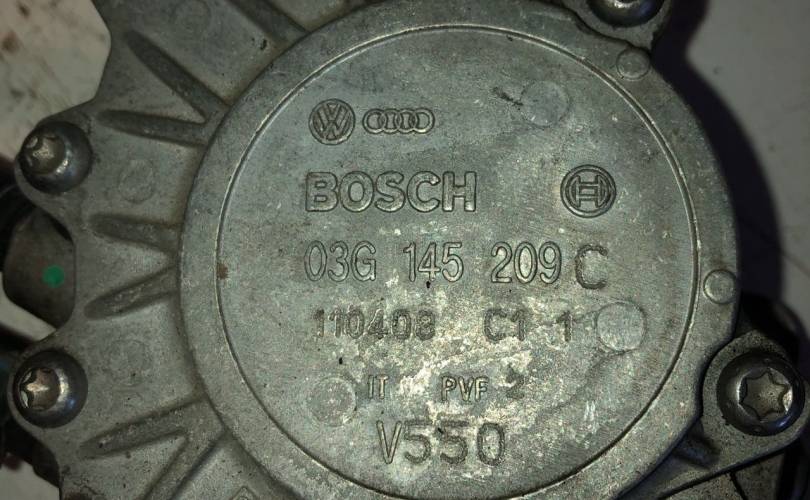 BOSCH
03G 145 209 C
110408 C1 1
IT PVF 2
V550